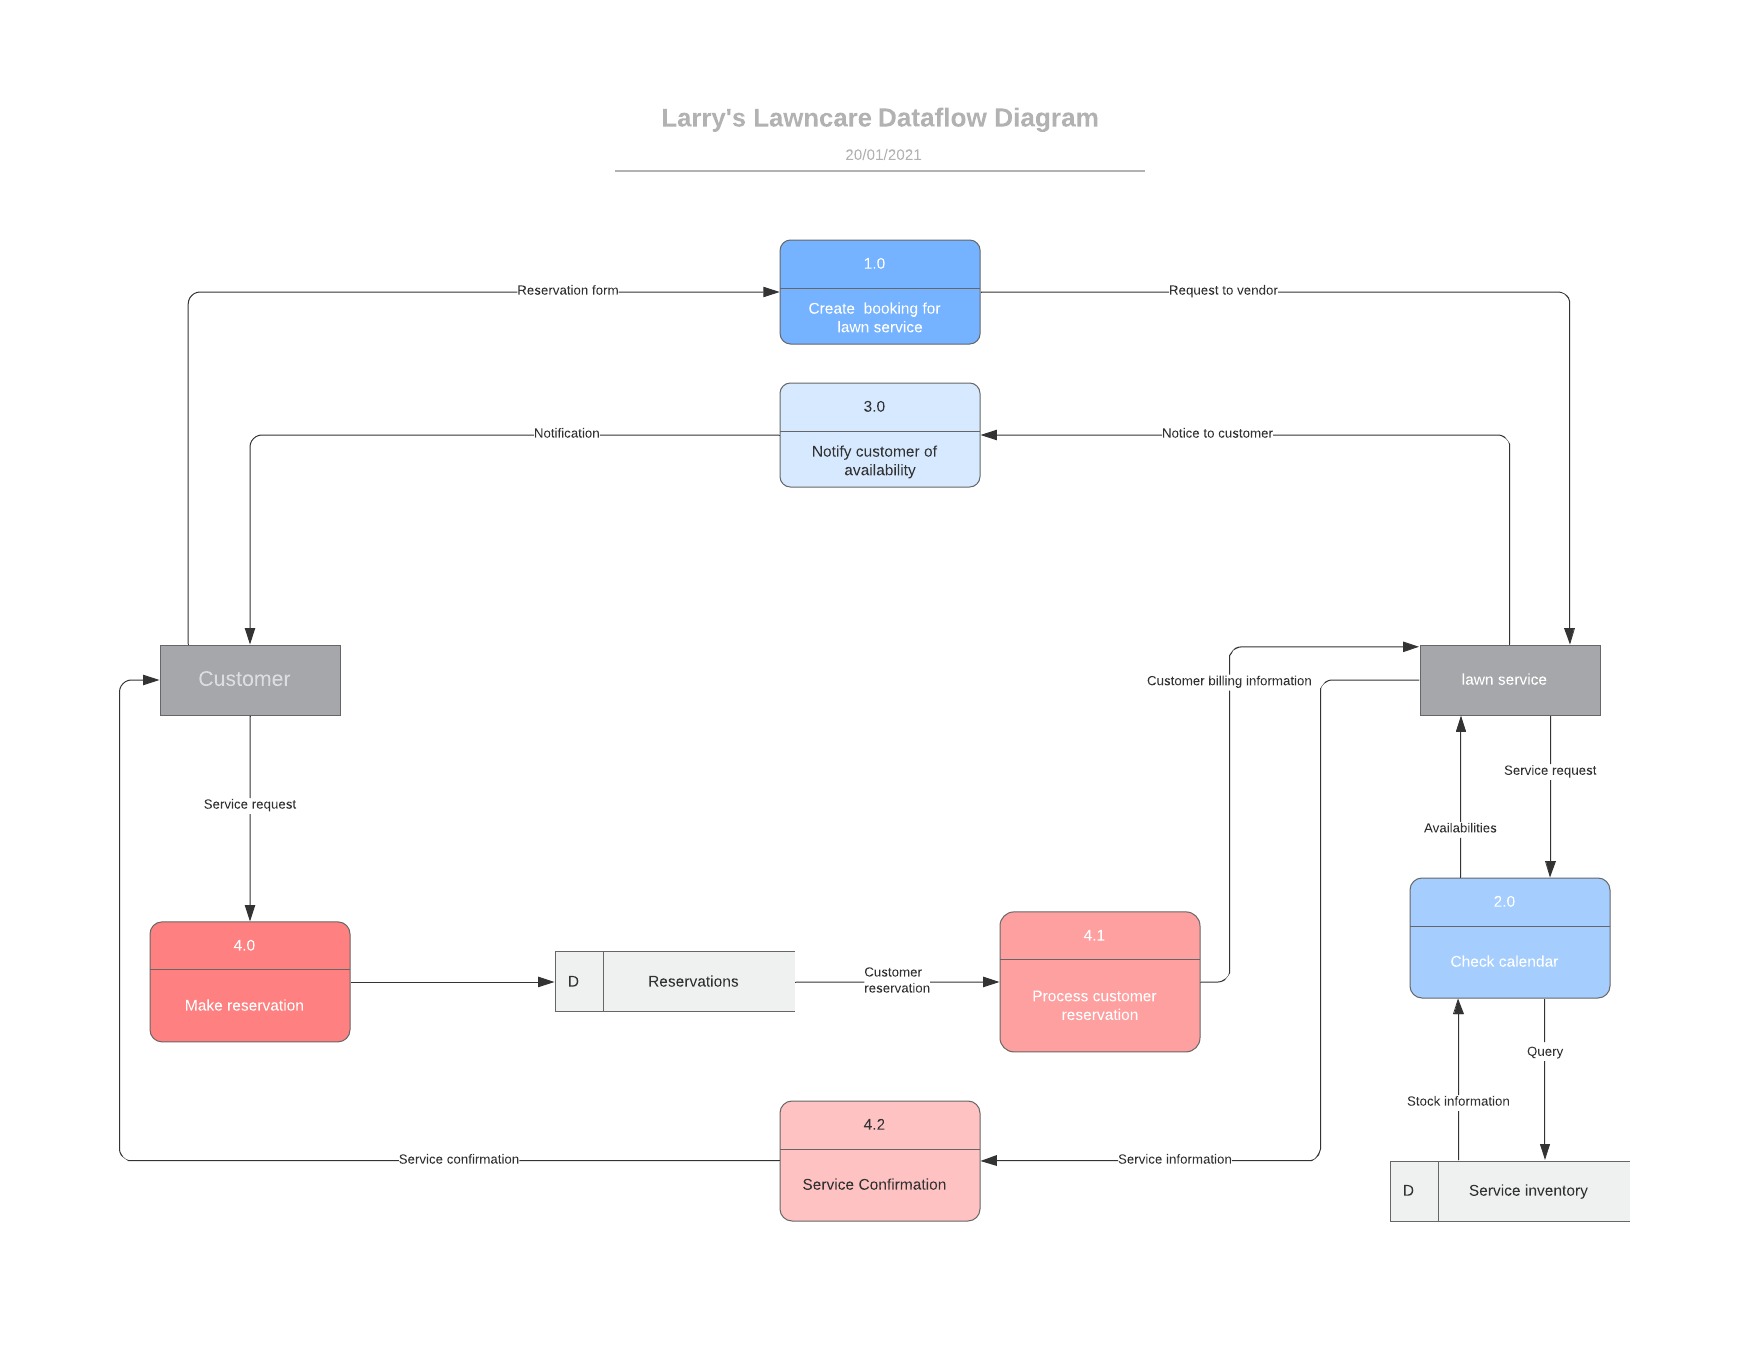 Larry's Lawncare Dataflow Diagram
20/01/2021
1.0
Reservation form
Request to vendor
Create  booking for
lawn service
3.0
Notification
Notice to customer
Notify customer of
availability
Customer
Customer billing information
lawn service
Service request
Service request
Availabilities
2.0
Check calendar
4.0
Make reservation
D
Reservations
Customer
reservation
4.1
Process customer
reservation
Query
Stock information
4.2
Service confirmation
Service information
Service Confirmation
D
Service inventory